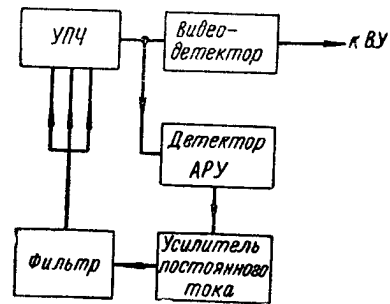 УПЧ
Видео-
детектор
к ВУ
Детектор
АРУ
Фильтр
Усилитель
постоянного
тока